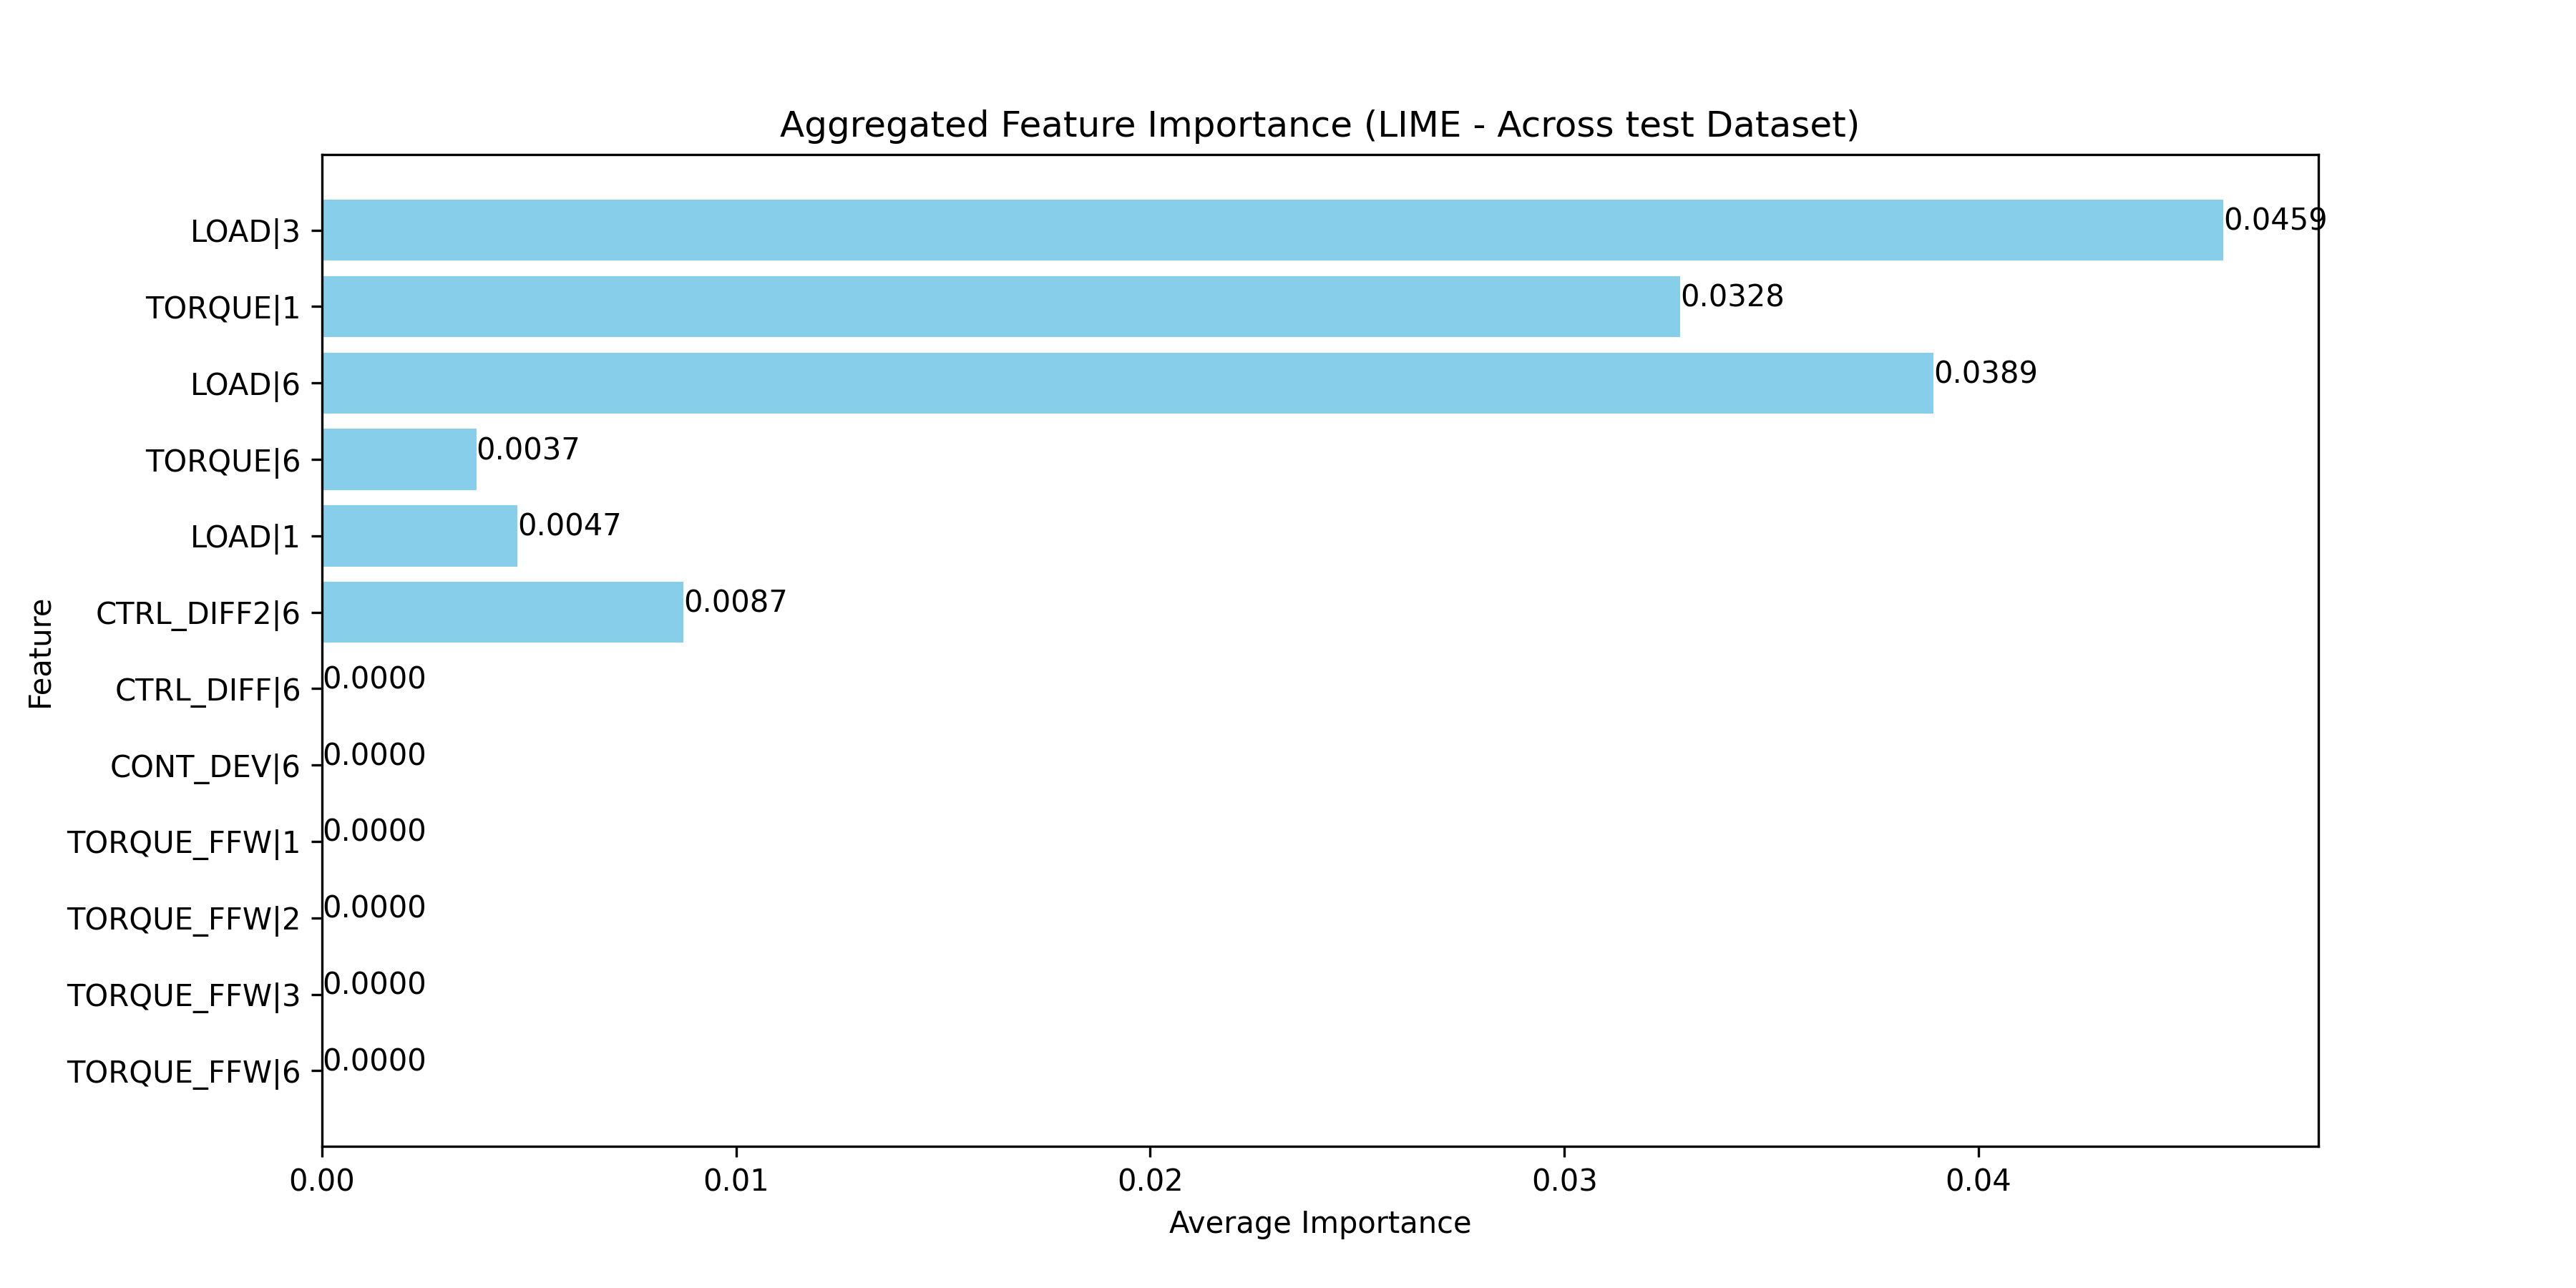 Aggregated Feature Importance (LIME - Across test Dataset)
LOAD|3 0.0459
TORQUE|1 0.0328
LOAD|6 0.0389
TORQUE|6 0.0037
LOAD|1 0.0047
CTRL_DIFF2|6 0.0087
CTRL_DIFF|6 0.0000
CONT_DEV|6 0.0000
TORQUE_FFW|1 0.0000
TORQUE_FFW|2 0.0000
TORQUE_FFW|3 0.0000
TORQUE_FFW|6 0.0000
Feature
0.00 0.01 0.02 0.03 0.04
Average Importance